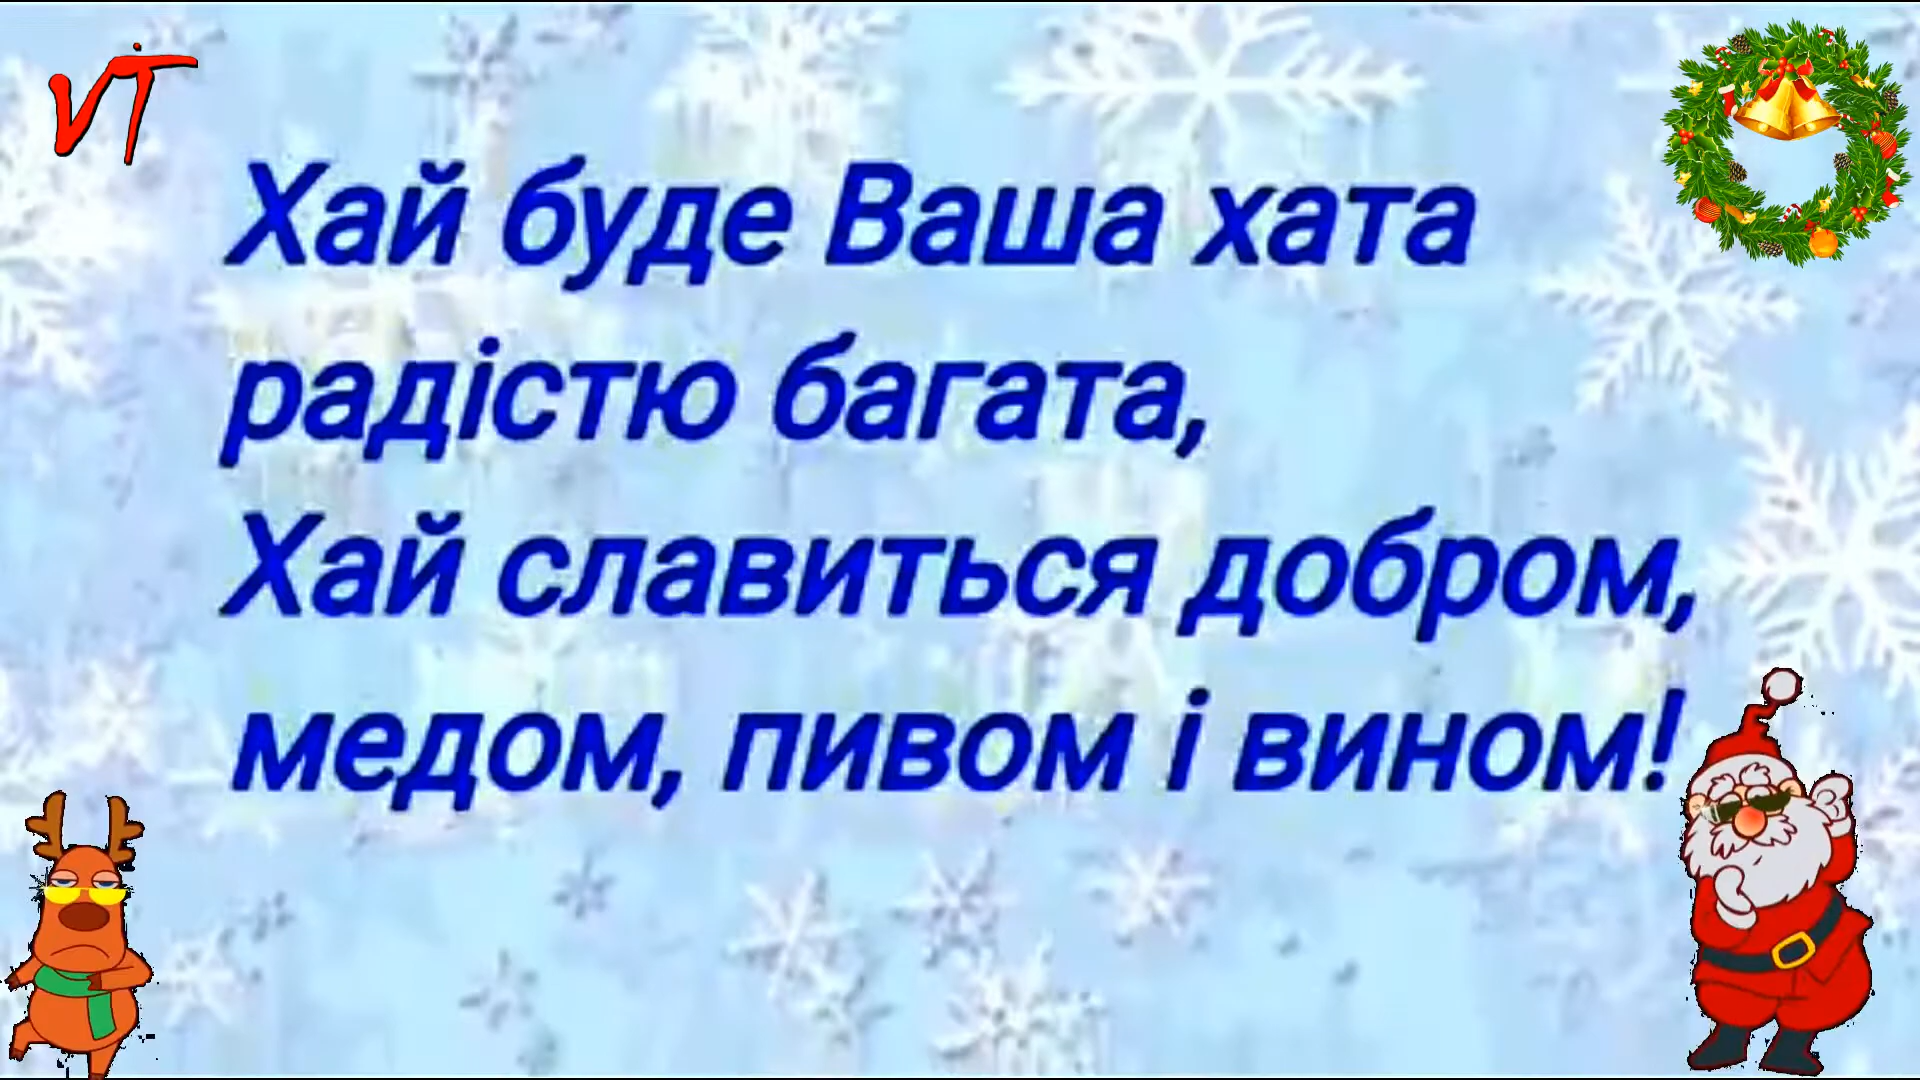 VT
Хай буде Ваша хата
радістю багата,
Хай славиться добром,
медом, пивом і вином!